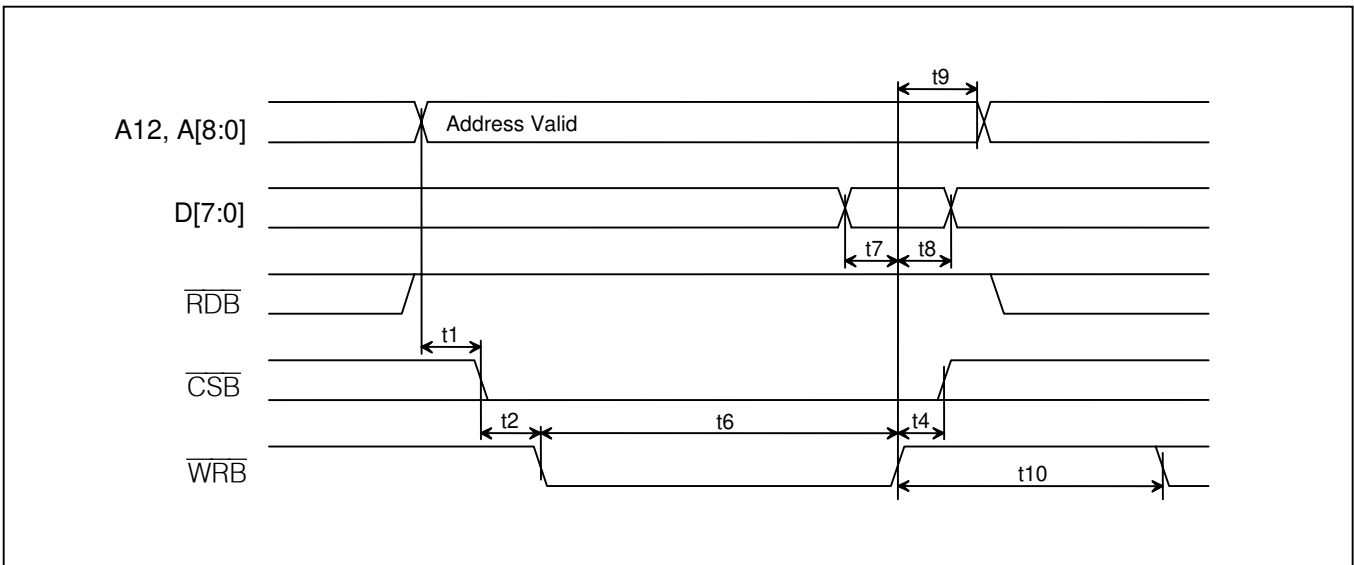 t9
A12, A[8:0]
Address Valid
D[7:0]
t7
t8
RDB
t1
CSB
t2
t6
t4
WRB
t10